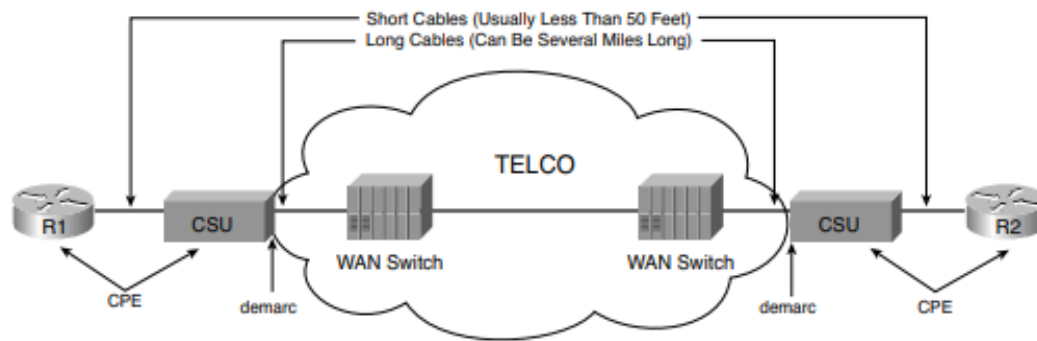 Short Cables (Usually Less Than 50 Feet)
Long Cables (Can Be Several Miles Long)
TELCO
R1
CSU
CSU
R2
WAN Switch
WAN Switch
CPE
demarc
demarc
CPE